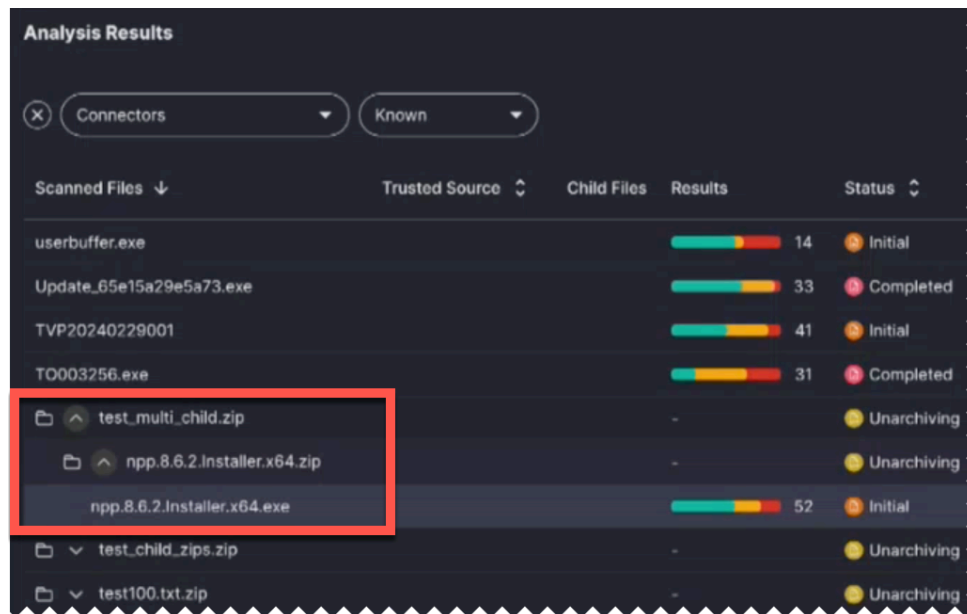 Analysis Results
Connectors Known
Scanned Files Trusted Source Child Files Results Status
userbuffer.exe 14 Initial
Update_65e15a29e5a73.exe 33 Completed
TVP20240229001 41 Initial
TO003256.exe 31 Completed
test_multi_child.zip - Unarchiving
npp.8.6.2.Installer.x64.zip - Unarchiving
npp.8.6.2.Installer.x64.exe 52 Initial
test_child_zips.zip - Unarchiving
test100.txt.zip - Unarchiving